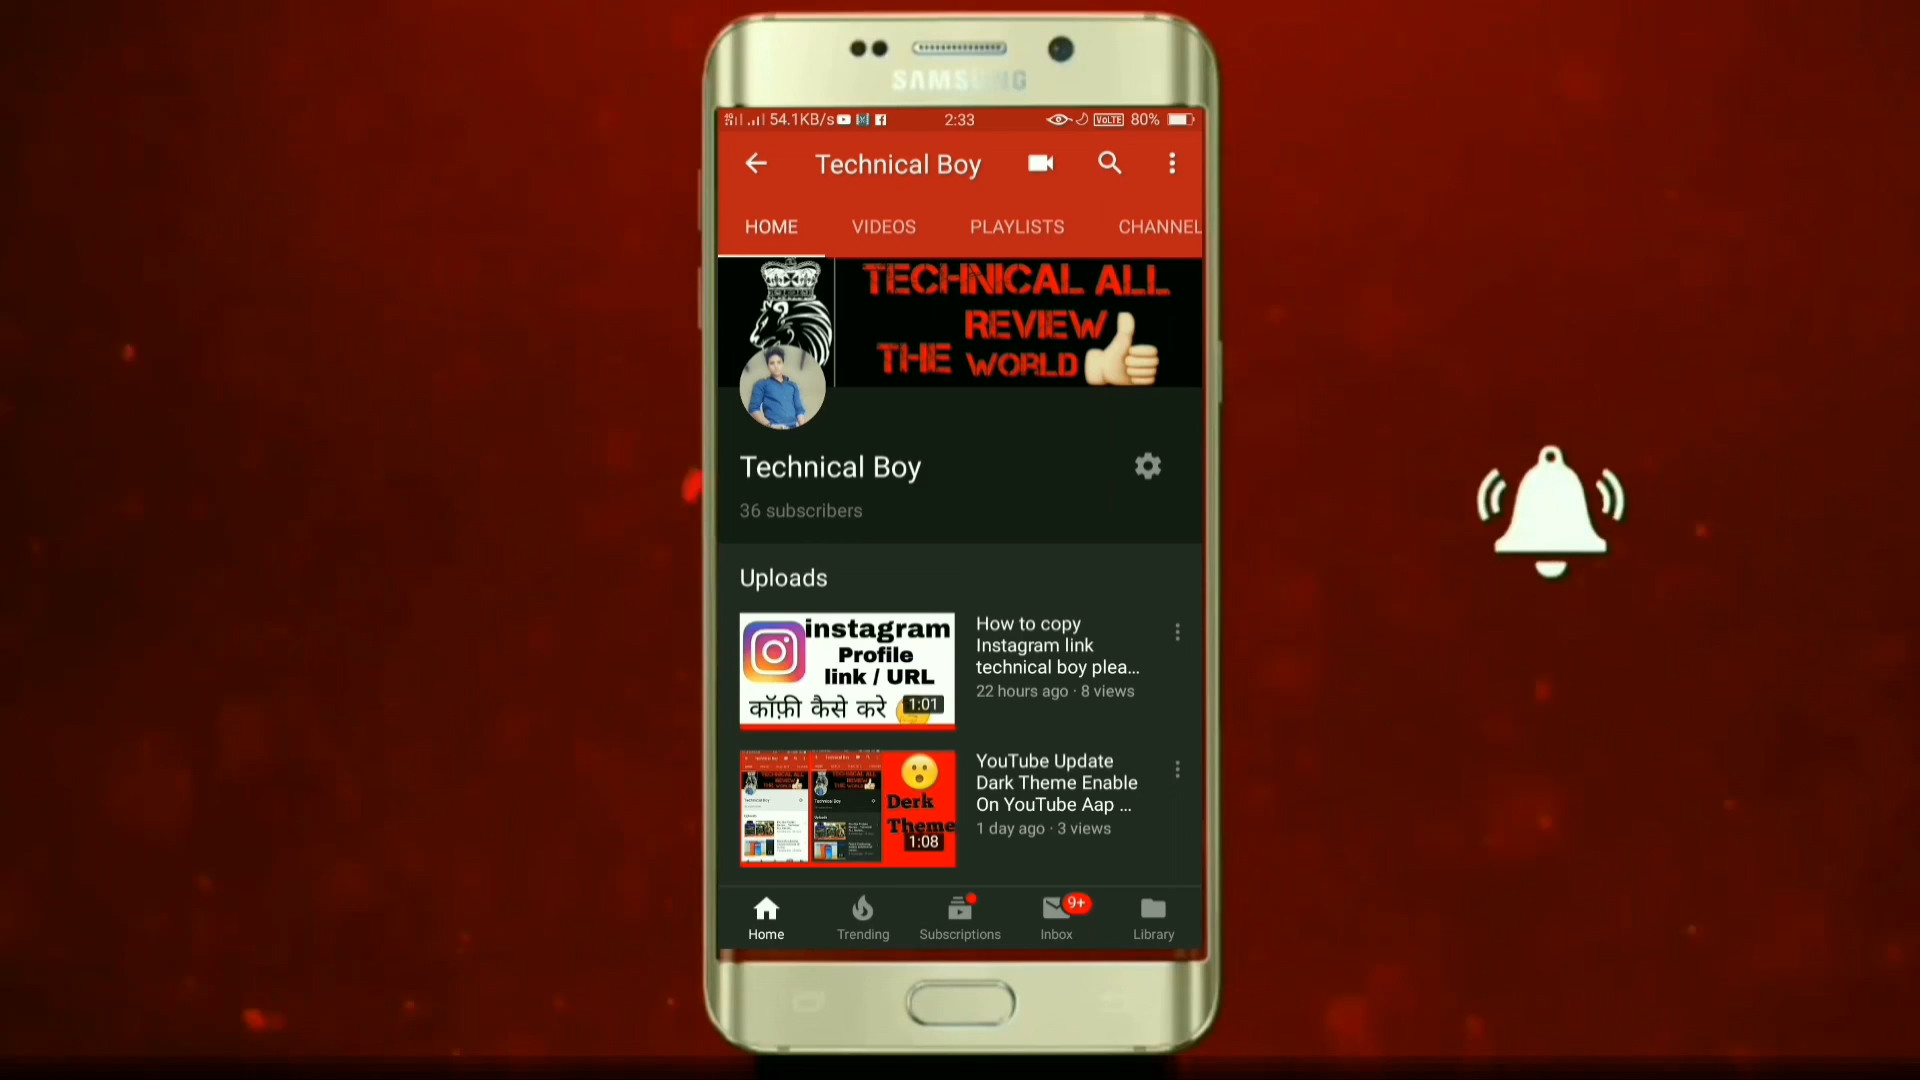 SAMSUNG
54.1KB/s
2:33
VoLTE 80%
Technical Boy
HOME
VIDEOS
PLAYLISTS
CHANNEL
TECHNICAL ALL
REVIEW
THE WORLD
Technical Boy
36 subscribers
Uploads
instagram
Profile
link / URL
कॉफ़ी कैसे करे
1:01
How to copy
Instagram link
technical boy plea...
22 hours ago · 8 views
Derk
Theme
1:08
YouTube Update
Dark Theme Enable
On YouTube Aap ...
1 day ago · 3 views
Home
Trending
Subscriptions
9+
Inbox
Library